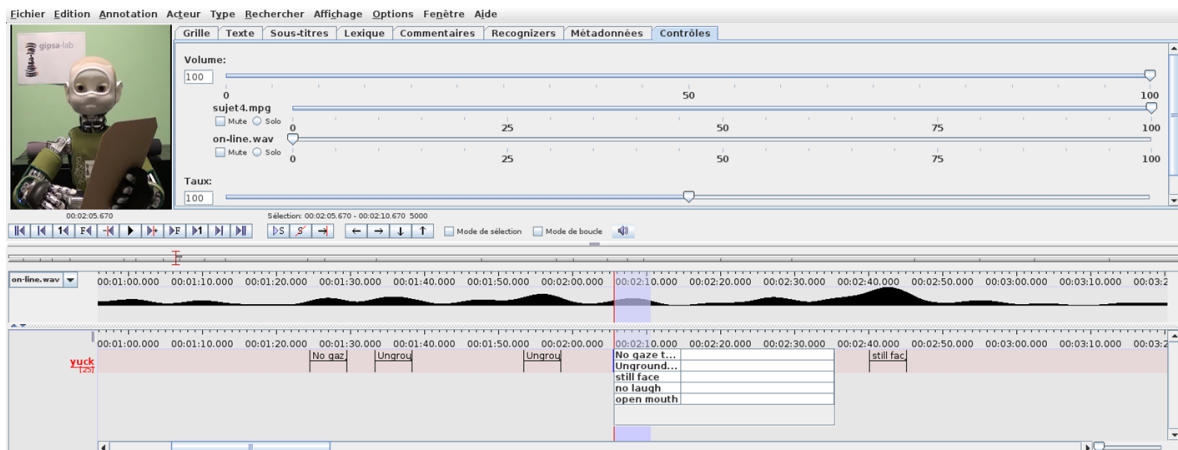 Fichier Edition Annotation Acteur Type Rechercher Affichage Options Fenêtre Aide
gipsa-lab
Grille Texte Sous-titres Lexique Commentaires Recognizers Métadonnées Contrôles
Volume:
100
0 50 100
sujet4.mpg
Mute Solo
0 25 50 75 100
on-line.wav
Mute Solo
0 25 50 75 100
Taux:
100
00:02:05.670
Sélection: 00:02:05.670 - 00:02:10.670 5000
Mode de sélection Mode de boucle
on-line.wav
00:01:00.000 00:01:10.000 00:01:20.000 00:01:30.000 00:01:40.000 00:01:50.000 00:02:00.000 00:02:10.000 00:02:20.000 00:02:30.000 00:02:40.000 00:02:50.000 00:03:00.000 00:03:10.000 00:03:2
00:01:00.000 00:01:10.000 00:01:20.000 00:01:30.000 00:01:40.000 00:01:50.000 00:02:00.000 00:02:10.000 00:02:20.000 00:02:30.000 00:02:40.000 00:02:50.000 00:03:00.000 00:03:10.000 00:03:2
yuck
[25]
No gaz Ungrou Ungrou still fac
No gaze t...
Unground...
still face
no laugh
open mouth